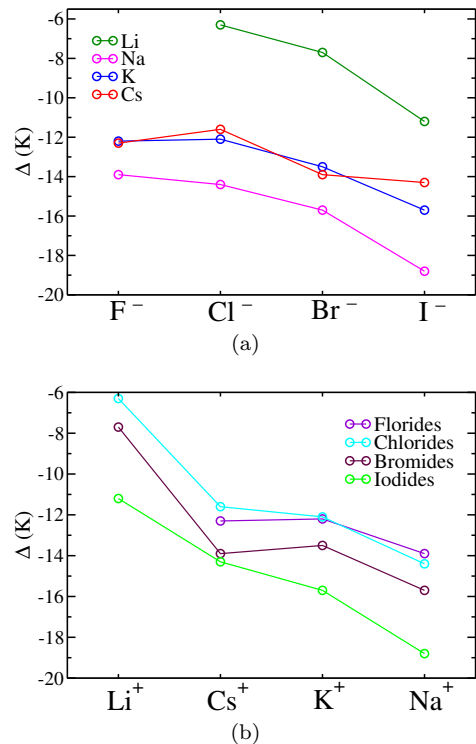 -6
-8
-10
-12
-14
-16
-18
-20
Δ (K)
Li
Na
K
Cs
F⁻ Cl⁻ Br⁻ I⁻
(a)
-6
-8
-10
-12
-14
-16
-18
-20
Δ (K)
Florides
Chlorides
Bromides
Iodides
Li⁺ Cs⁺ K⁺ Na⁺
(b)